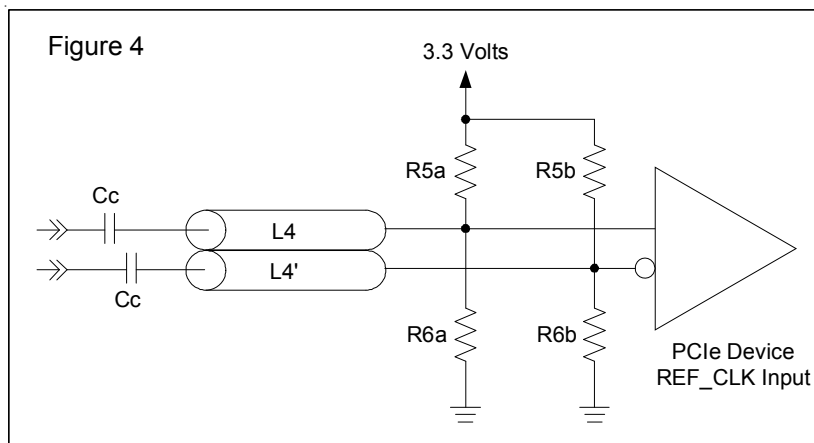 Figure 4
3.3 Volts
R5a
R5b
Cc
L4
L4'
Cc
R6a
R6b
PCIe Device
REF_CLK Input